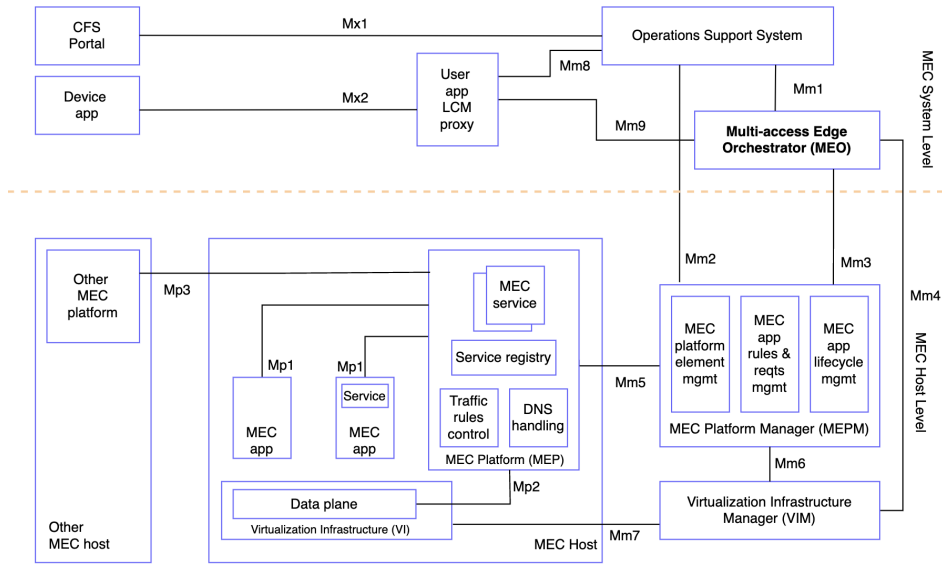 CFS
Portal
Mx1
Operations Support System
Mm8
User
app
LCM
proxy
Device
app
Mx2
Mm1
Mm9
Multi-access Edge
Orchestrator (MEO)
MEC System Level
Other
MEC
platform
Mp3
MEC
service
Service registry
Traffic
rules
control
DNS
handling
MEC Platform (MEP)
Mp1
Mp1
MEC
app
Service
MEC
app
Mp2
Data plane
Virtualization Infrastructure (VI)
MEC Host
Other
MEC host
Mm2
Mm3
Mm4
Mm5
MEC
platform
element
mgmt
MEC
app
rules &
reqts
mgmt
MEC
app
lifecycle
mgmt
MEC Platform Manager (MEPM)
Mm6
Virtualization Infrastructure
Manager (VIM)
Mm7
MEC Host Level